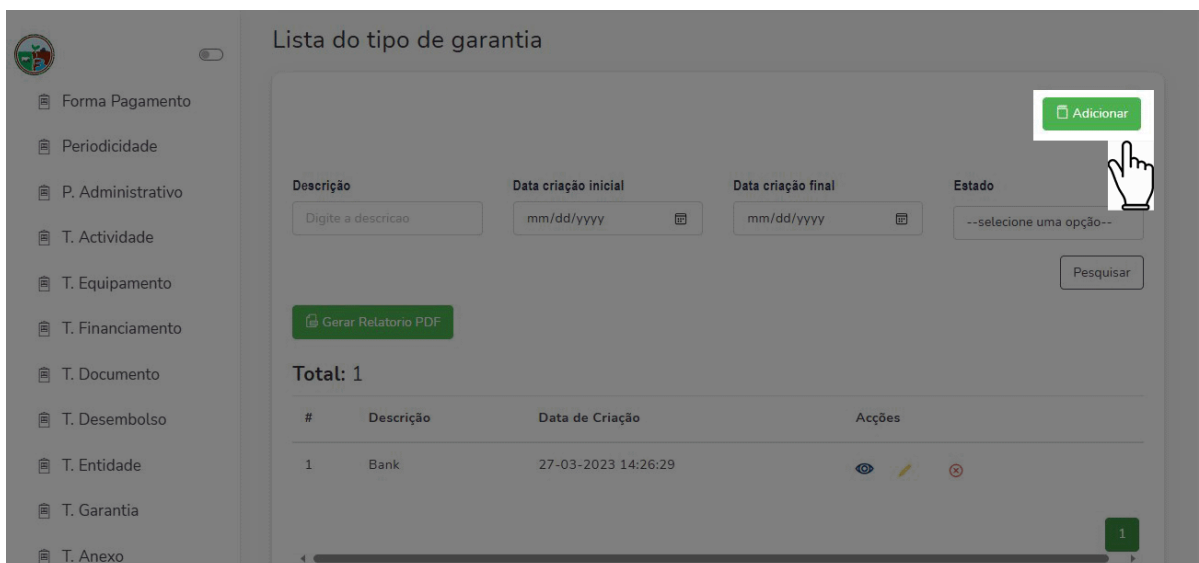 Lista do tipo de garantia
Forma Pagamento
Periodicidade
P. Administrativo
T. Actividade
T. Equipamento
T. Financiamento
T. Documento
T. Desembolso
T. Entidade
T. Garantia
T. Anexo
Adicionar
Descrição Data criação inicial Data criação final Estado
Digite a descricao mm/dd/yyyy mm/dd/yyyy --selecione uma opção--
Pesquisar
Gerar Relatorio PDF
Total: 1
# Descrição Data de Criação Acções
1 Bank 27-03-2023 14:26:29
1